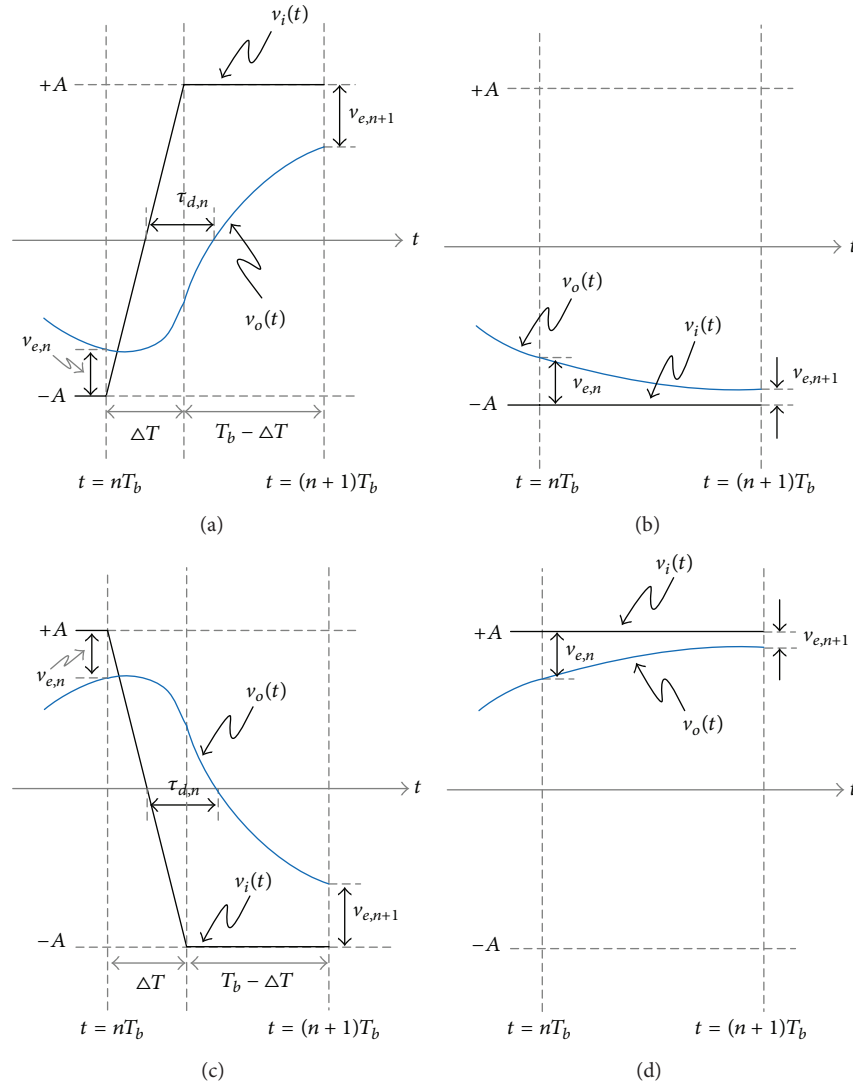 v_i(t)
+A
v_{e,n+1}
τ_{d,n}
t
v_o(t)
v_{e,n}
−A
△T
T_b − △T
t = nT_b
t = (n + 1)T_b
(a)
+A
t
v_o(t)
v_i(t)
v_{e,n}
v_{e,n+1}
−A
t = nT_b
t = (n + 1)T_b
(b)
+A
v_{e,n}
v_o(t)
τ_{d,n}
t
v_i(t)
v_{e,n+1}
−A
△T
T_b − △T
t = nT_b
t = (n + 1)T_b
(c)
v_i(t)
+A
v_{e,n}
v_{e,n+1}
v_o(t)
t
−A
t = nT_b
t = (n + 1)T_b
(d)